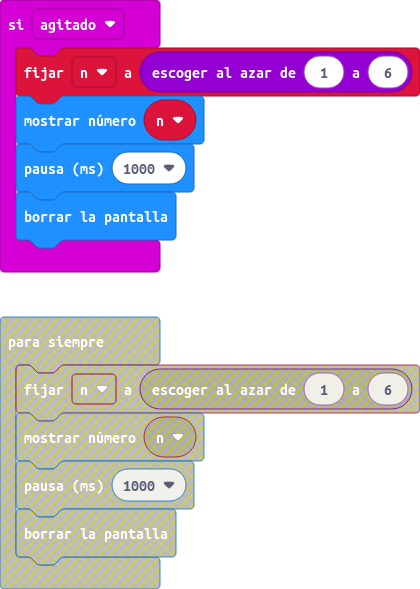 si agitado
fijar n a escoger al azar de 1 a 6
mostrar número n
pausa (ms) 1000
borrar la pantalla
para siempre
fijar n a escoger al azar de 1 a 6
mostrar número n
pausa (ms) 1000
borrar la pantalla